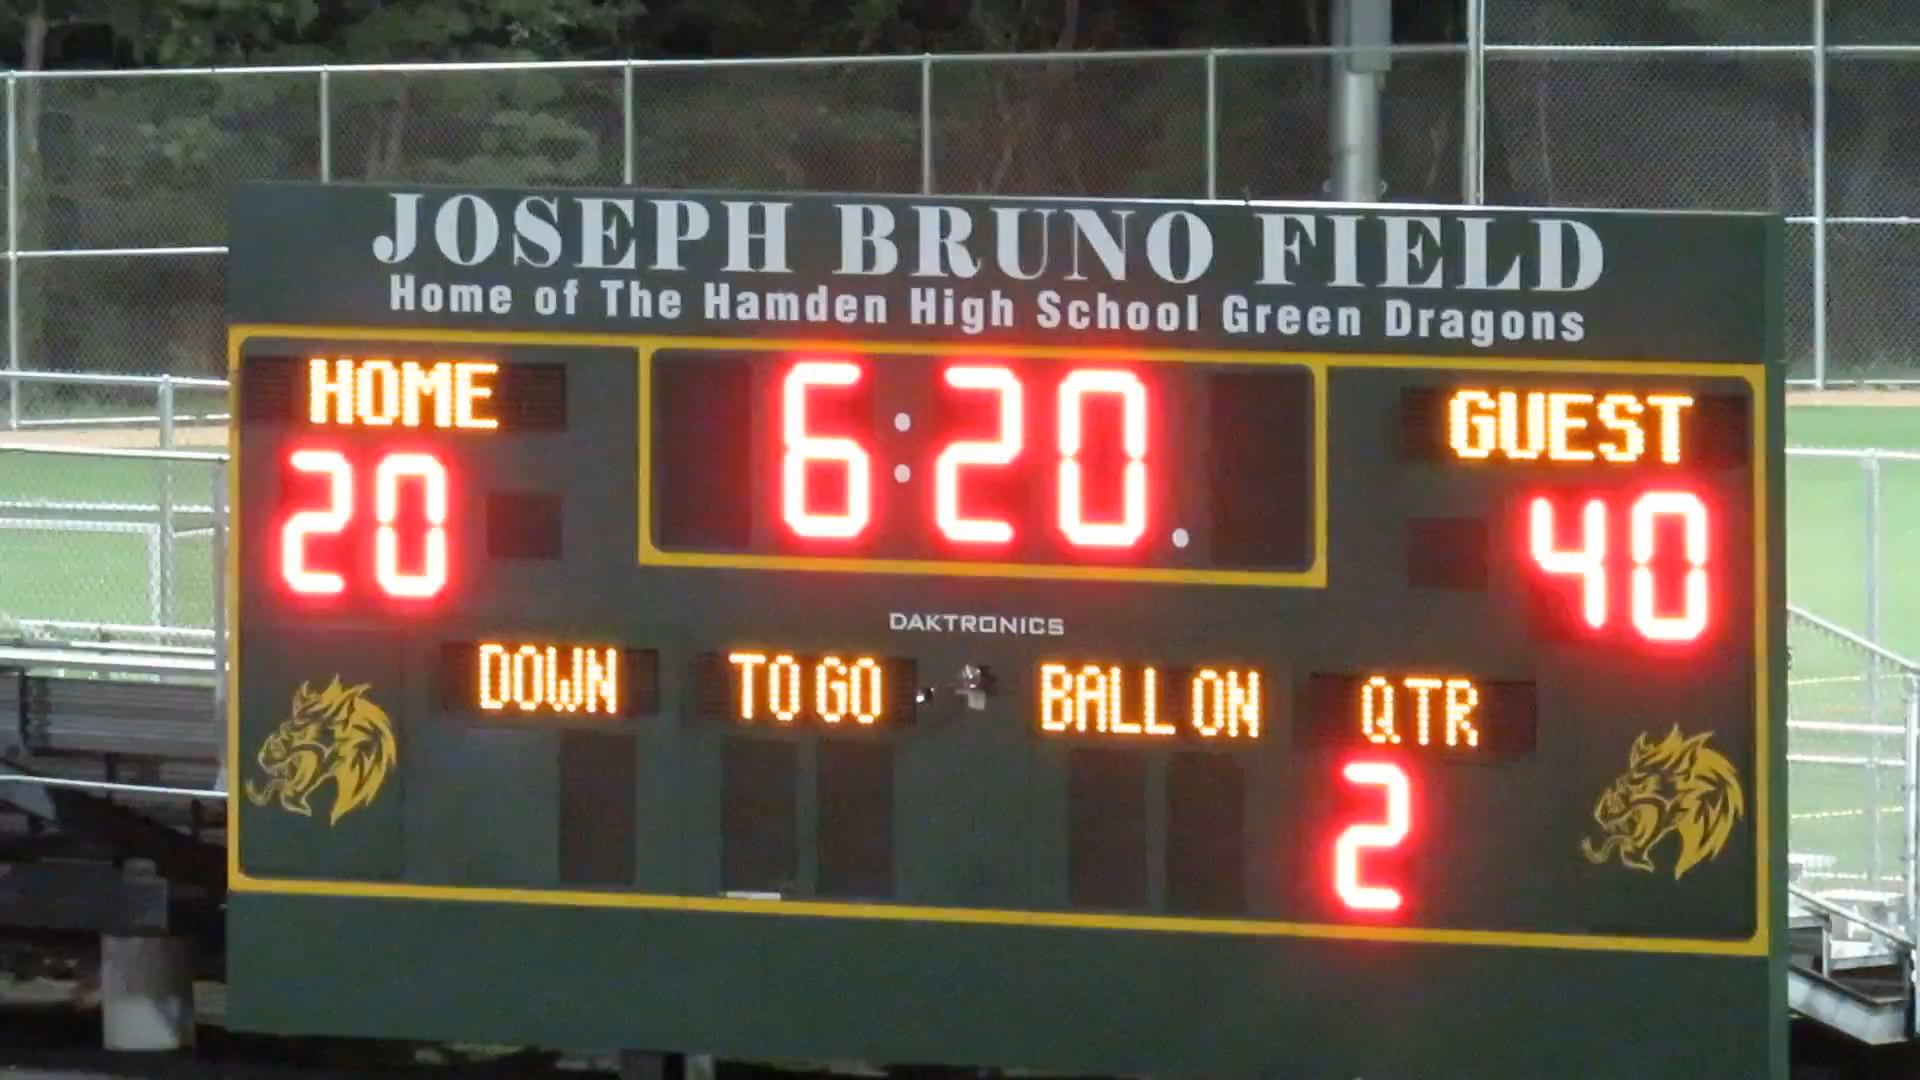 JOSEPH BRUNO FIELD
Home of The Hamden High School Green Dragons
HOME 6:20 GUEST
20 40
DAKTRONICS
DOWN TO GO BALL ON QTR
2